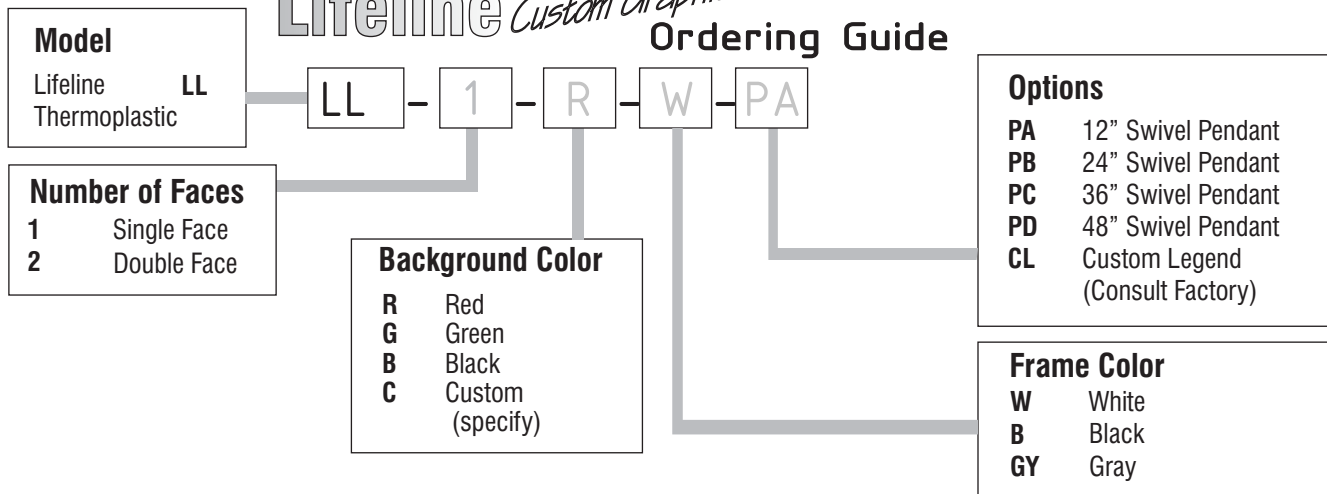 Lifeline Custom
Ordering Guide
Model
Lifeline LL
Thermoplastic
LL - 1 - R - W - PA
Number of Faces
1 Single Face
2 Double Face
Background Color
R Red
G Green
B Black
C Custom
(specify)
Options
PA 12” Swivel Pendant
PB 24” Swivel Pendant
PC 36” Swivel Pendant
PD 48” Swivel Pendant
CL Custom Legend
(Consult Factory)
Frame Color
W White
B Black
GY Gray